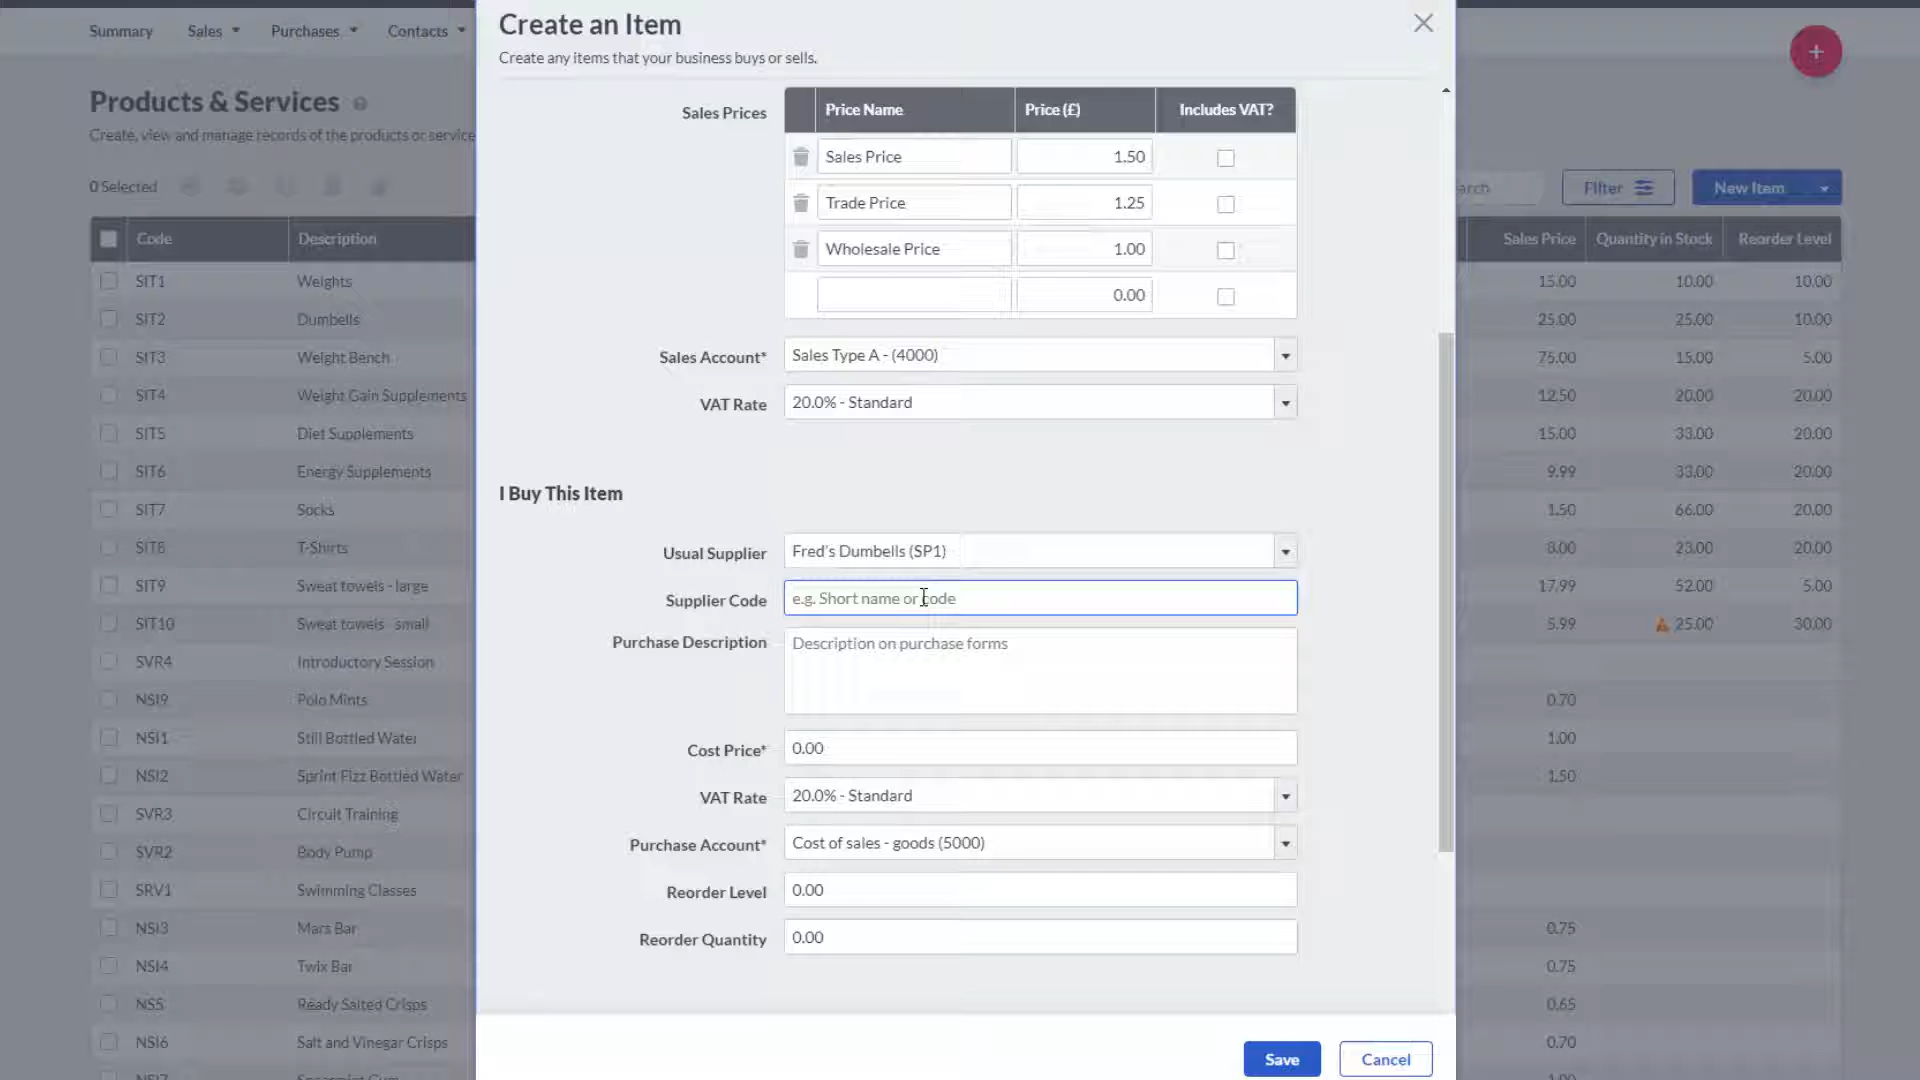 Summary Sales Purchases Contacts
Products & Services
Create, view and manage records of the products or service
0 Selected
Filter
New Item
Code Description Sales Price Quantity in Stock Reorder Level
SIT1 Weights 15.00 10.00 10.00
SIT2 Dumbells 25.00 25.00 10.00
SIT3 Weight Bench 75.00 15.00 5.00
SIT4 Weight Gain Supplements 12.50 20.00 20.00
SIT5 Diet Supplements 15.00 33.00 20.00
SIT6 Energy Supplements 9.99 33.00 20.00
SIT7 Socks 1.50 66.00 20.00
SIT8 T-Shirts 8.00 23.00 20.00
SIT9 Sweat towels - large 17.99 52.00 5.00
SIT10 Sweat towels - small 5.99 25.00 30.00
SVR4 Introductory Session
NSI9 Polo Mints 0.70
NSI1 Still Bottled Water 1.00
NSI2 Sprint Fizz Bottled Water 1.50
SVR3 Circuit Training
SVR2 Body Pump
SRV1 Swimming Classes
NSI3 Mars Bar 0.75
NSI4 Twix Bar 0.75
NS5 Ready Salted Crisps 0.65
NSI6 Salt and Vinegar Crisps 0.70
Create an Item
Create any items that your business buys or sells.
Sales Prices
Price Name Price (£) Includes VAT?
Sales Price 1.50
Trade Price 1.25
Wholesale Price 1.00
0.00
Sales Account* Sales Type A - (4000)
VAT Rate 20.0% - Standard
I Buy This Item
Usual Supplier Fred's Dumbells (SP1)
Supplier Code e.g. Short name or code
Purchase Description Description on purchase forms
Cost Price* 0.00
VAT Rate 20.0% - Standard
Purchase Account* Cost of sales - goods (5000)
Reorder Level 0.00
Reorder Quantity 0.00
Save Cancel